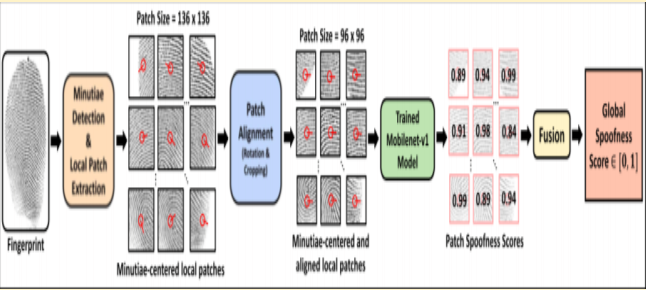 Patch Size = 136 x 136
Patch Size = 96 x 96
Minutiae
Detection
&
Local Patch
Extraction
Patch
Alignment
(Rotation &
Cropping)
Trained
Mobilenet-v1
Model
0.89 0.94 0.99
0.91 0.98 0.84
0.99 0.89 0.94
Fusion
Global
Spoofness
Score ∈ [0, 1]
Fingerprint
Minutiae-centered local patches
Minutiae-centered and
aligned local patches
Patch Spoofness Scores